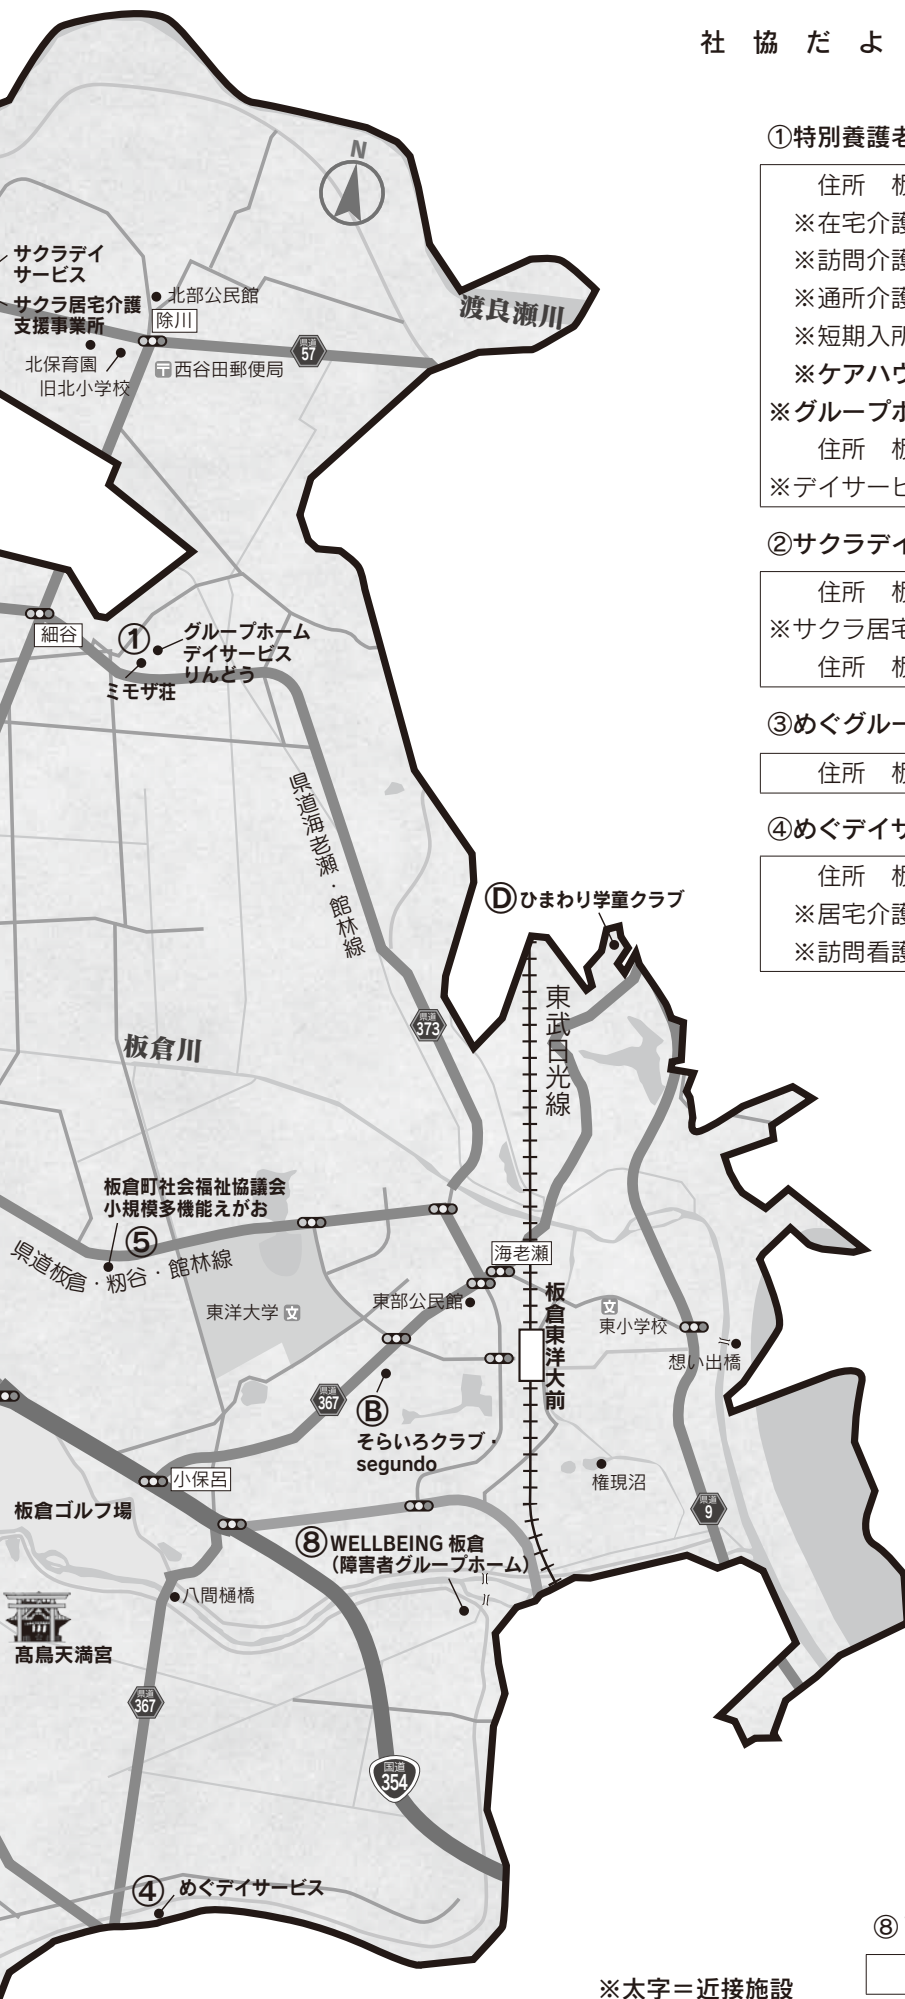 社協だよ
N
サクラデイ
サービス
サクラ居宅介護
支援事業所
北部公民館
除川
北保育園
旧北小学校
西谷田郵便局
県道
57
渡良瀬川
細谷
①
グループホーム
デイサービス
りんどう
ミモザ荘
県道海老瀬・館林線
Ⓓひまわり学童クラブ
東武日光線
県道
373
板倉川
板倉町社会福祉協議会
小規模多機能えがお
⑤
県道板倉・籾谷・館林線
海老瀬
東洋大学 文
東部公民館
板倉東洋大前
文
東小学校
想い出橋
県道
367
Ⓑ
そらいろクラブ・
segundo
小保呂
権現沼
板倉ゴルフ場
県道
9
⑧WELLBEING 板倉
（障害者グループホーム）
八間樋橋
髙鳥天満宮
県道
367
国道
354
④ めぐデイサービス
①特別養護老
住所 板
※在宅介護
※訪問介護
※通所介護
※短期入所
※ケアハウ
※グループホ
住所 板
※デイサービ
②サクラデイ
住所 板
※サクラ居宅
住所 板
③めぐグルー
住所 板
④めぐデイサ
住所 板
※居宅介護
※訪問看護
⑧
※太字＝近接施設